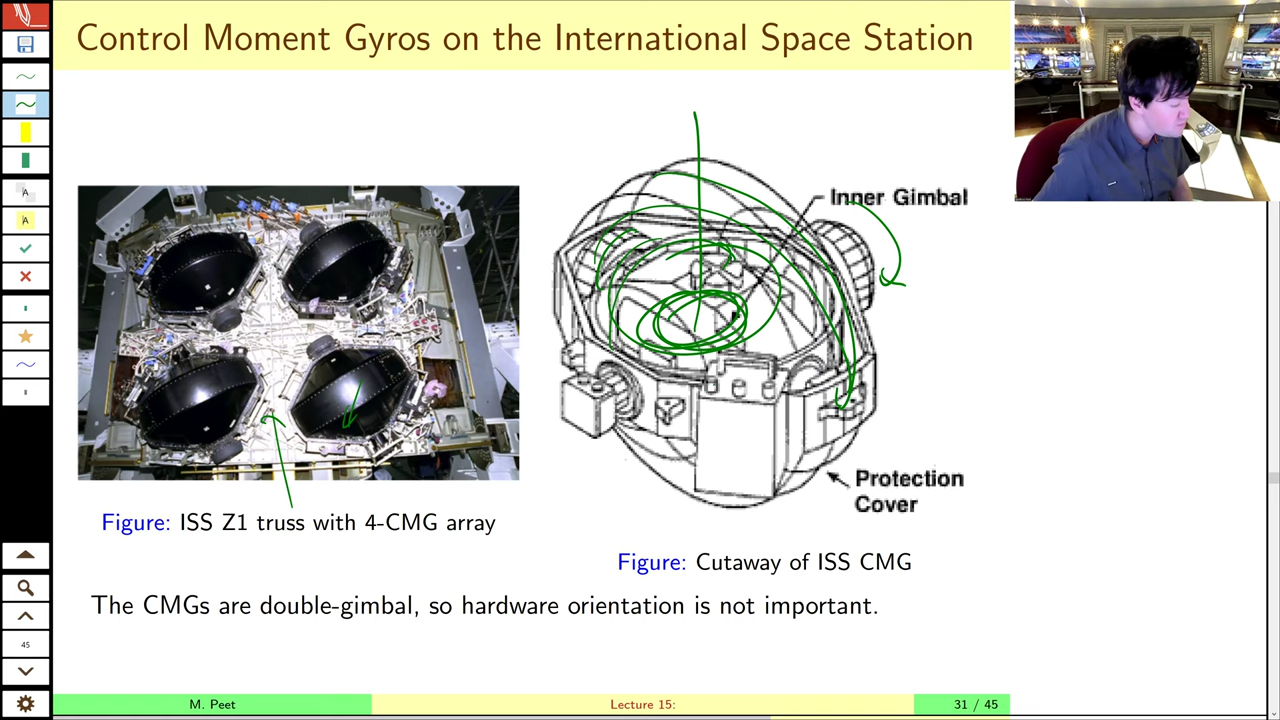 Control Moment Gyros on the International Space Station
Inner Gimbal
Protection
Cover
Figure: ISS Z1 truss with 4-CMG array
Figure: Cutaway of ISS CMG
The CMGs are double-gimbal, so hardware orientation is not important.
A
A
45
M. Peet
Lecture 15:
31 / 45